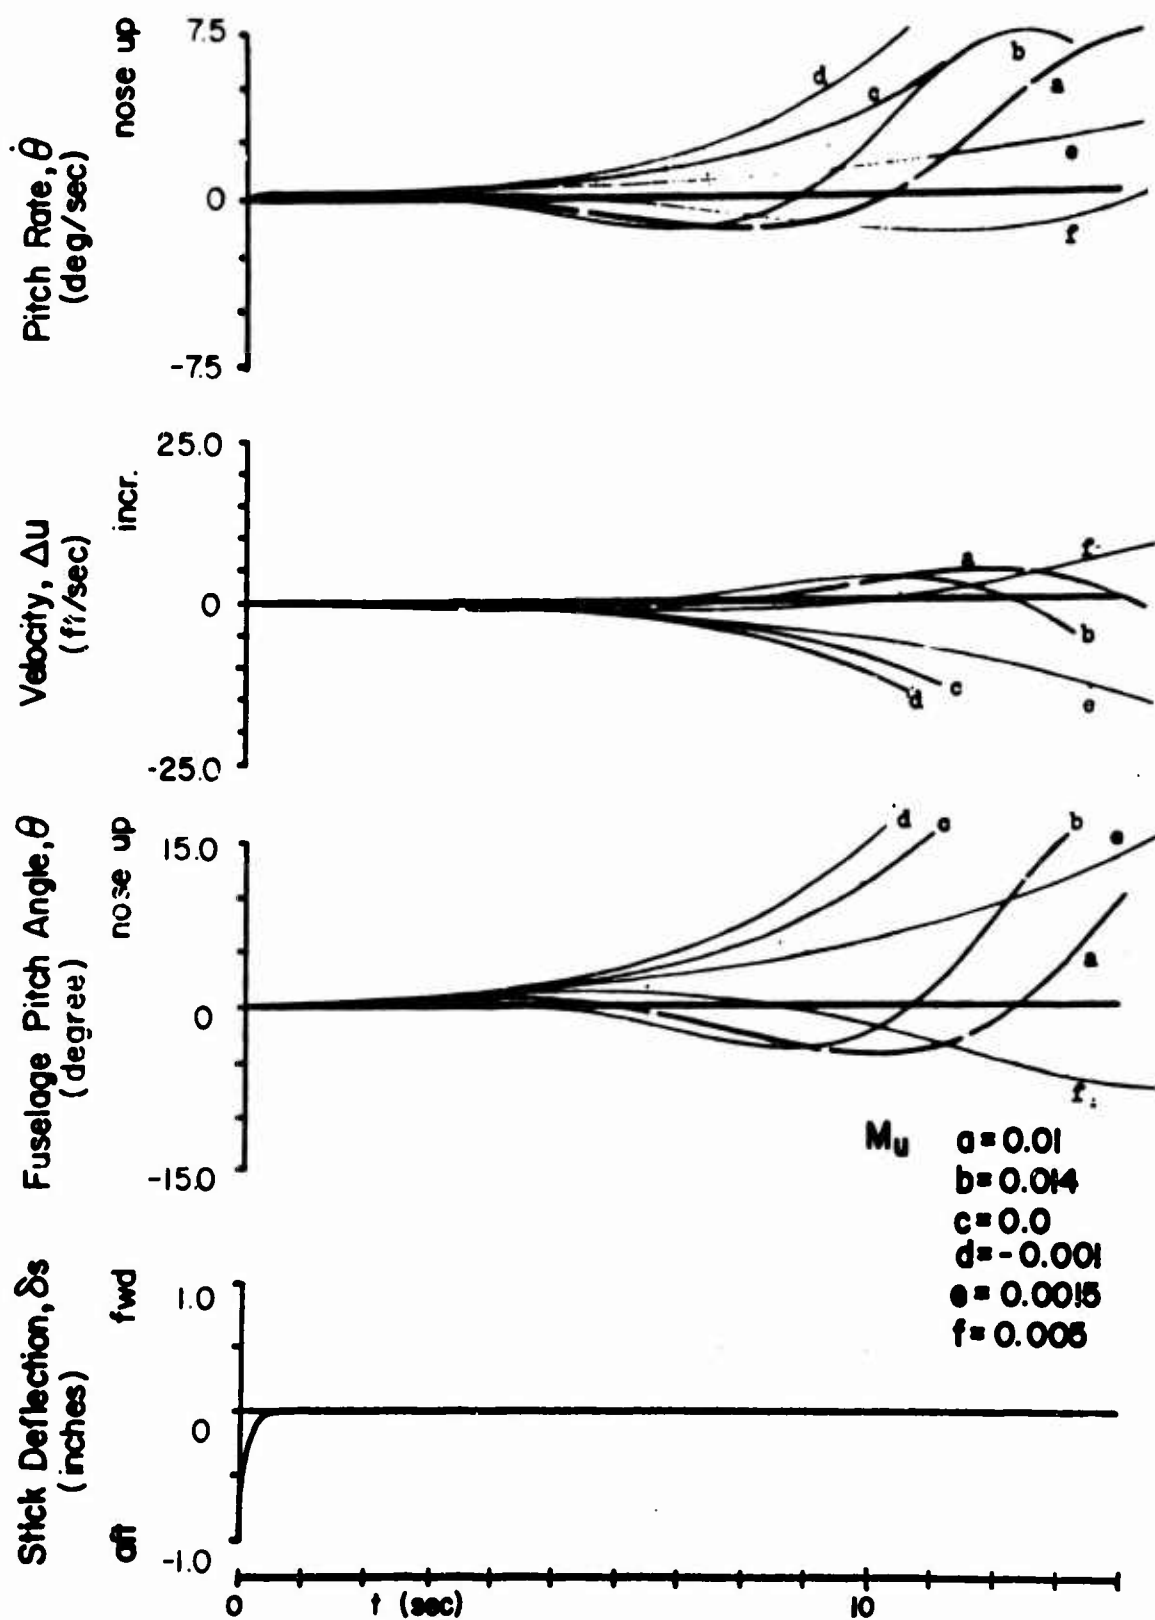 Pitch Rate, θ̇
(deg/sec)
nose up
7.5
0
-7.5
d
c
b
a
e
f
Velocity, Δu
(ft/sec)
incr.
25.0
0
-25.0
a
f
b
c
d
e
Fuselage Pitch Angle, θ
(degree)
nose up
15.0
0
-15.0
d
c
b
e
a
f
Mu
a = 0.01
b = 0.014
c = 0.0
d = -0.001
e = 0.0015
f = 0.005
Stick Deflection, δs
(inches)
fwd
aft
1.0
0
-1.0
0
t (sec)
10